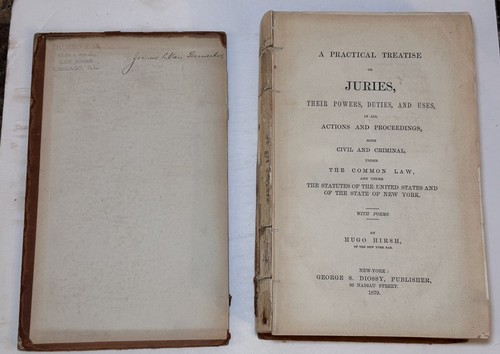 A PRACTICAL TREATISE
ON
JURIES,
THEIR POWERS, DUTIES, AND USES,
IN ALL
ACTIONS AND PROCEEDINGS,
BOTH
CIVIL AND CRIMINAL,
UNDER
THE COMMON LAW,
AND UNDER
THE STATUTES OF THE UNITED STATES AND
OF THE STATE OF NEW YORK.
WITH FORMS
BY
HUGO HIRSH,
OF THE NEW YORK BAR.
NEW-YORK:
GEORGE S. DIOSSY, PUBLISHER,
NASSAU STREET.
1879.